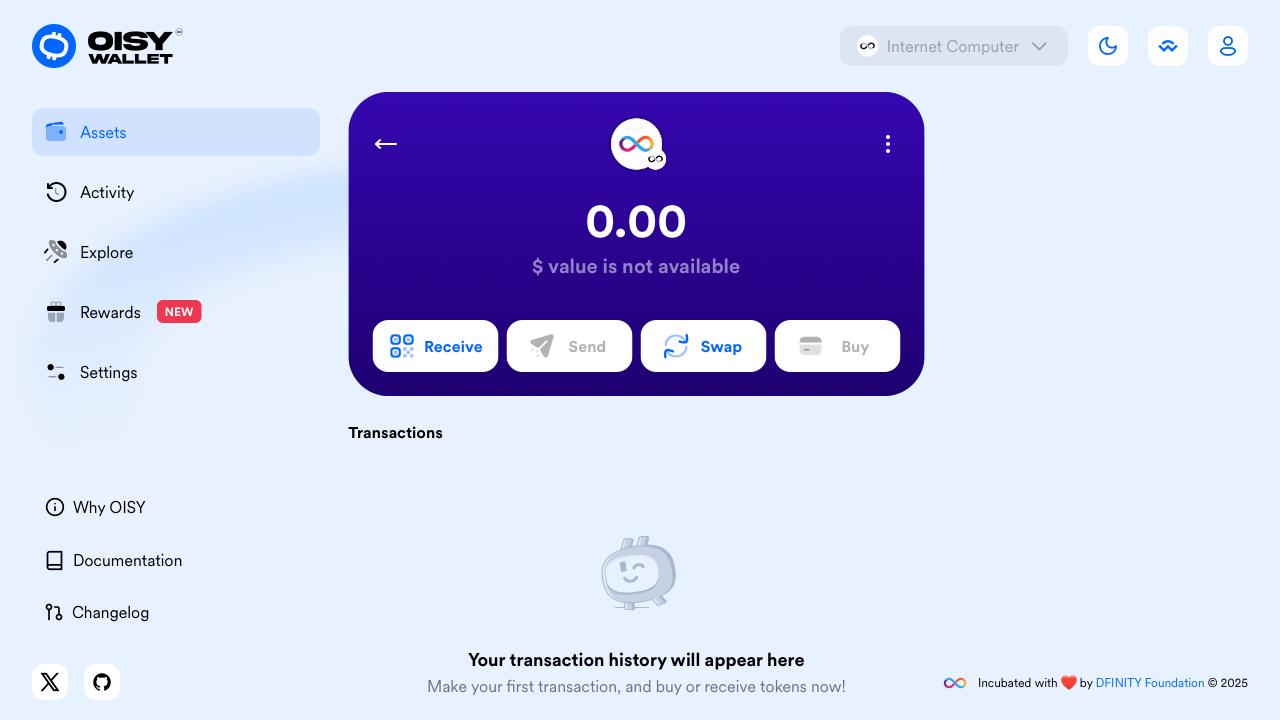 OISY
WALLET
Internet Computer
Assets
Activity
Explore
Rewards NEW
Settings
0.00
$ value is not available
Receive
Send
Swap
Buy
Transactions
Why OISY
Documentation
Changelog
Your transaction history will appear here
Make your first transaction, and buy or receive tokens now!
Incubated with ❤️ by DFINITY Foundation © 2025